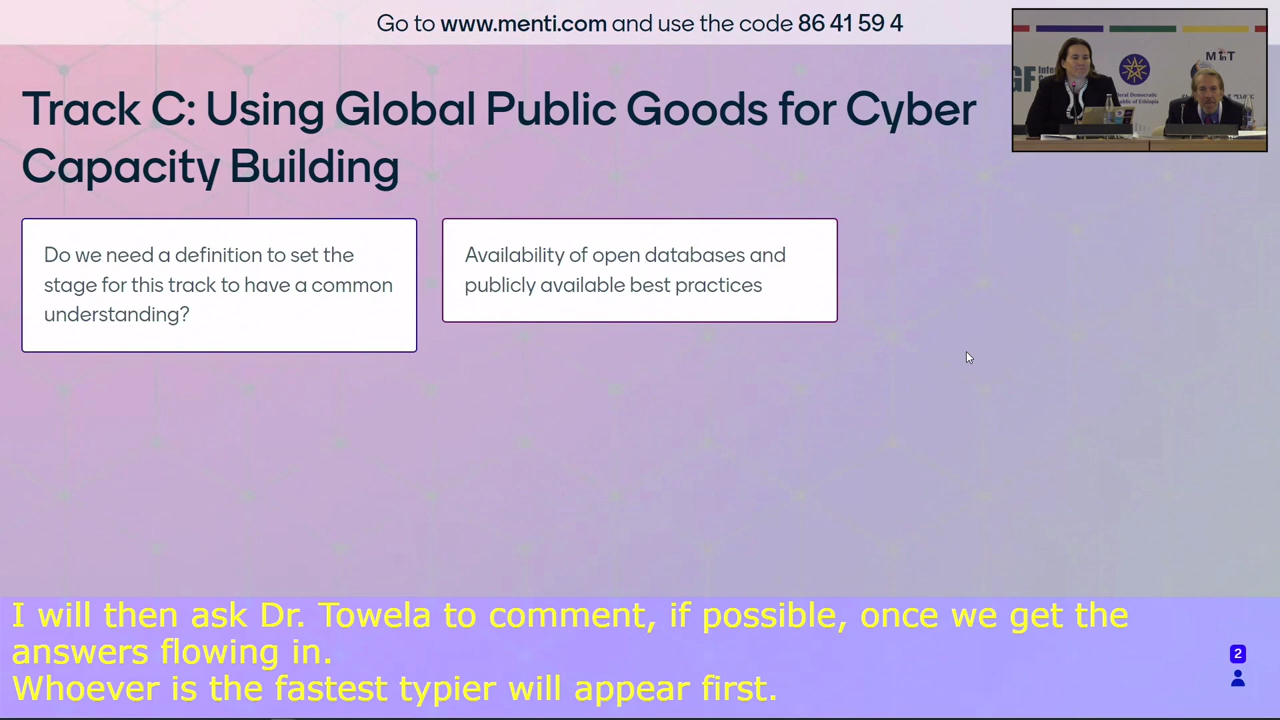 Go to www.menti.com and use the code 86 41 59 4
Track C: Using Global Public Goods for Cyber
Capacity Building
Do we need a definition to set the
stage for this track to have a common
understanding?
Availability of open databases and
publicly available best practices
GF
MinT
I will then ask Dr. Towela to comment, if possible, once we get the
answers flowing in.
Whoever is the fastest typier will appear first.
2